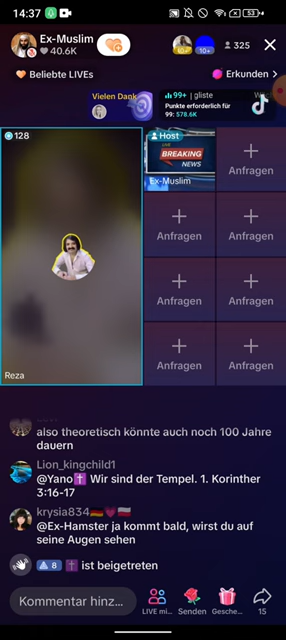 14:37
53
Ex-Muslim
40.6K
10+
325
Beliebte LIVEs
Erkunden
Vielen Dank
99+ | gliste
Punkte erforderlich für
99: 578.6K
128
Host
LIVE
BREAKING
NEWS
Ex-Muslim
Anfragen
Anfragen
Anfragen
Anfragen
Anfragen
Anfragen
Anfragen
Reza
also theoretisch könnte auch noch 100 Jahre
dauern
Lion_kingchild1
@Yano✝️ Wir sind der Tempel. 1. Korinther
3:16-17
krysia834
@Ex-Hamster ja kommt bald, wirst du auf
seine Augen sehen
8 ✝️ ist beigetreten
Kommentar hinz...
LIVE mi...
Senden
Gesche...
15